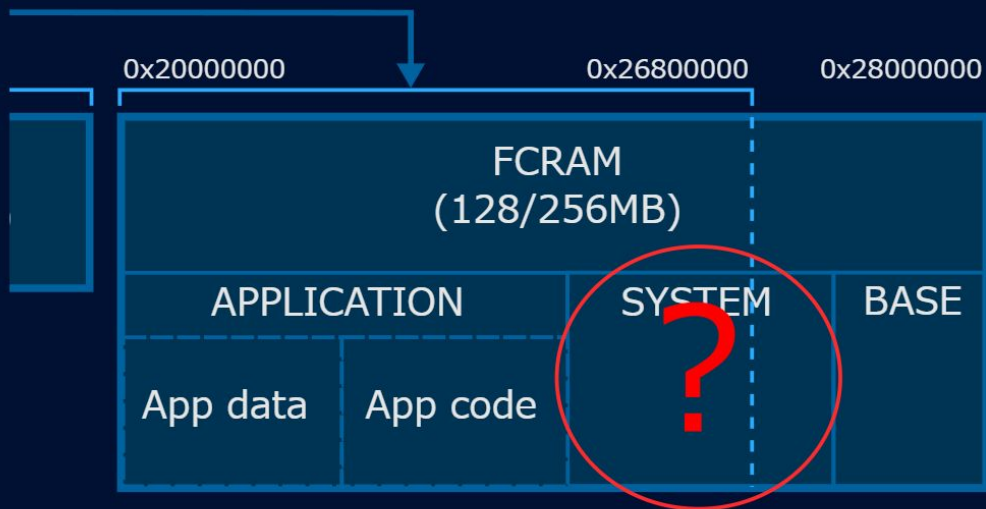 0x20000000 0x26800000 0x28000000
FCRAM
(128/256MB)
APPLICATION SYSTEM BASE
?
App data App code